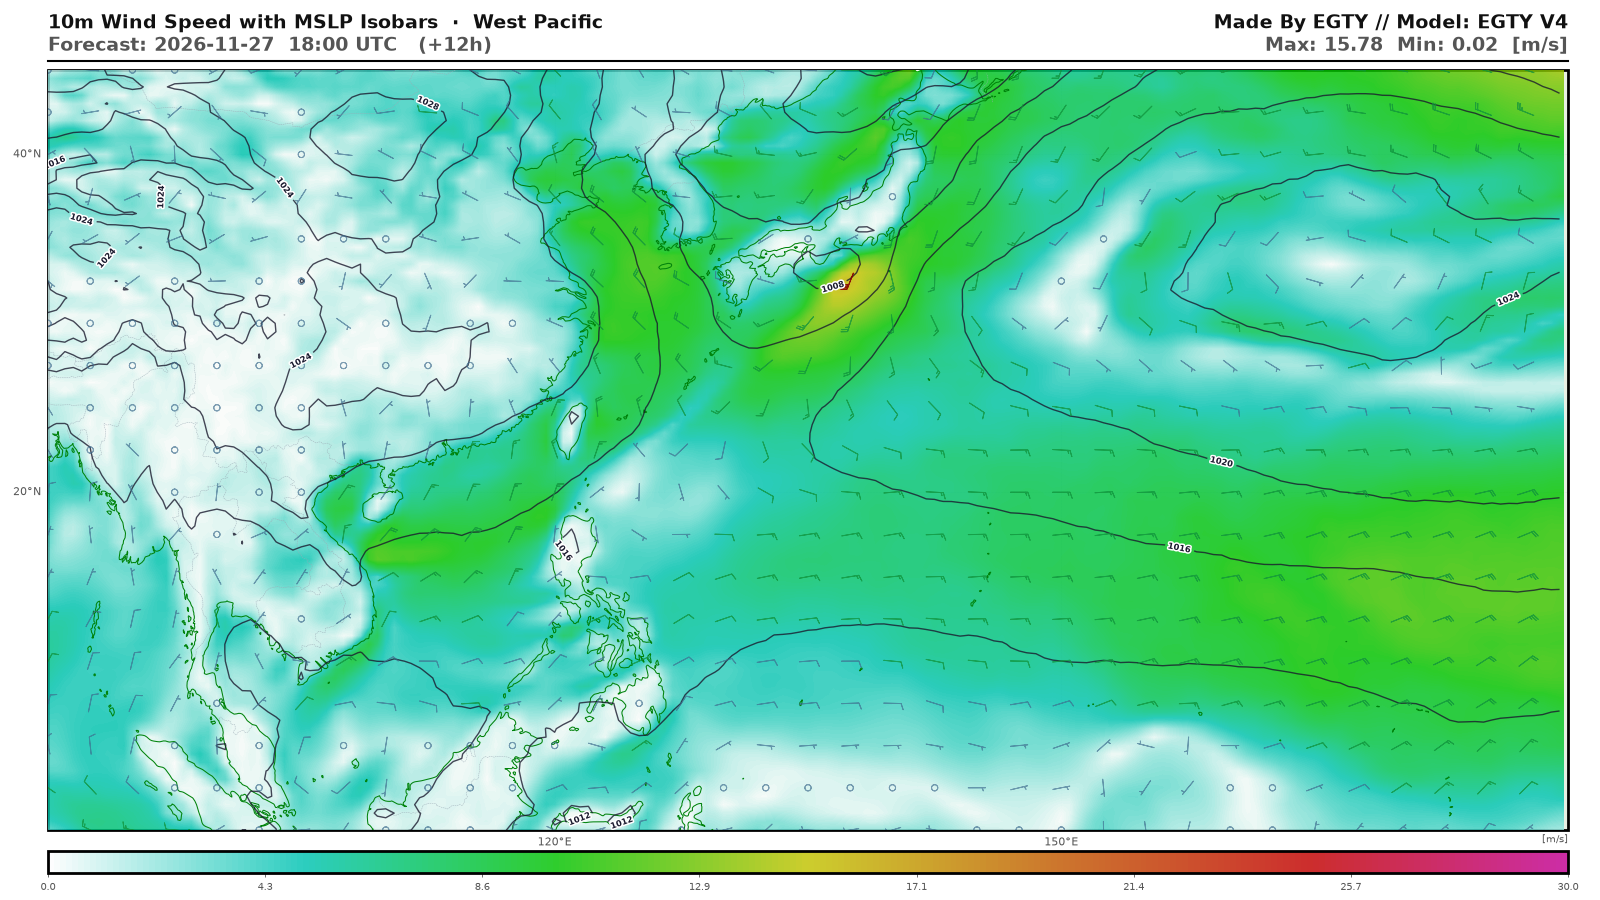 10m Wind Speed with MSLP Isobars · West Pacific
Made By EGTY // Model: EGTY V4
Forecast: 2026-11-27 18:00 UTC (+12h)
Max: 15.78 Min: 0.02 [m/s]
1028
40°N
016
1024
1024
1024
1024
1008
1024
1024
1020
20°N
1016
1016
1012
1012
120°E
150°E
[m/s]
0.0
4.3
8.6
12.9
17.1
21.4
25.7
30.0